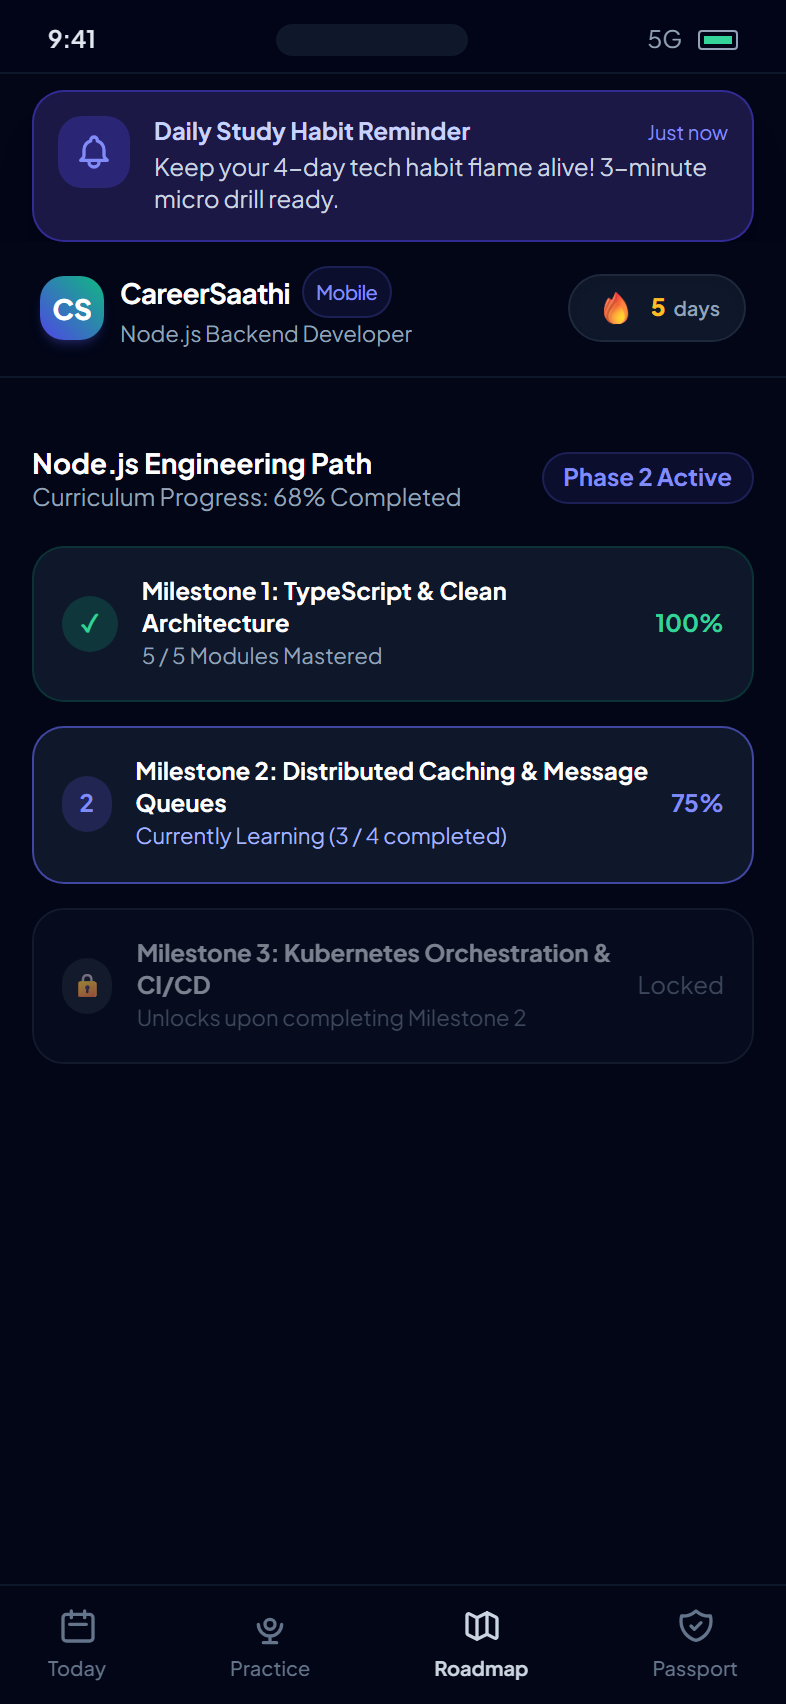 9:41
5G
Daily Study Habit Reminder
Just now
Keep your 4-day tech habit flame alive! 3-minute
micro drill ready.
CS
CareerSaathi
Mobile
Node.js Backend Developer
5 days
Node.js Engineering Path
Curriculum Progress: 68% Completed
Phase 2 Active
✓
Milestone 1: TypeScript & Clean
Architecture
5 / 5 Modules Mastered
100%
2
Milestone 2: Distributed Caching & Message
Queues
Currently Learning (3 / 4 completed)
75%
Milestone 3: Kubernetes Orchestration &
CI/CD
Unlocks upon completing Milestone 2
Locked
Today
Practice
Roadmap
Passport